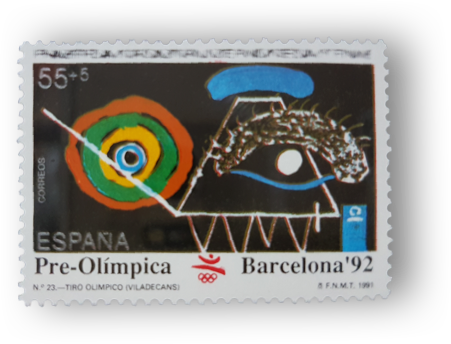 55+5
CORREOS
ESPAÑA
Pre-Olímpica Barcelona'92
Nº 23.—TIRO OLIMPICO (VILADECANS) F.N.M.T. 1991